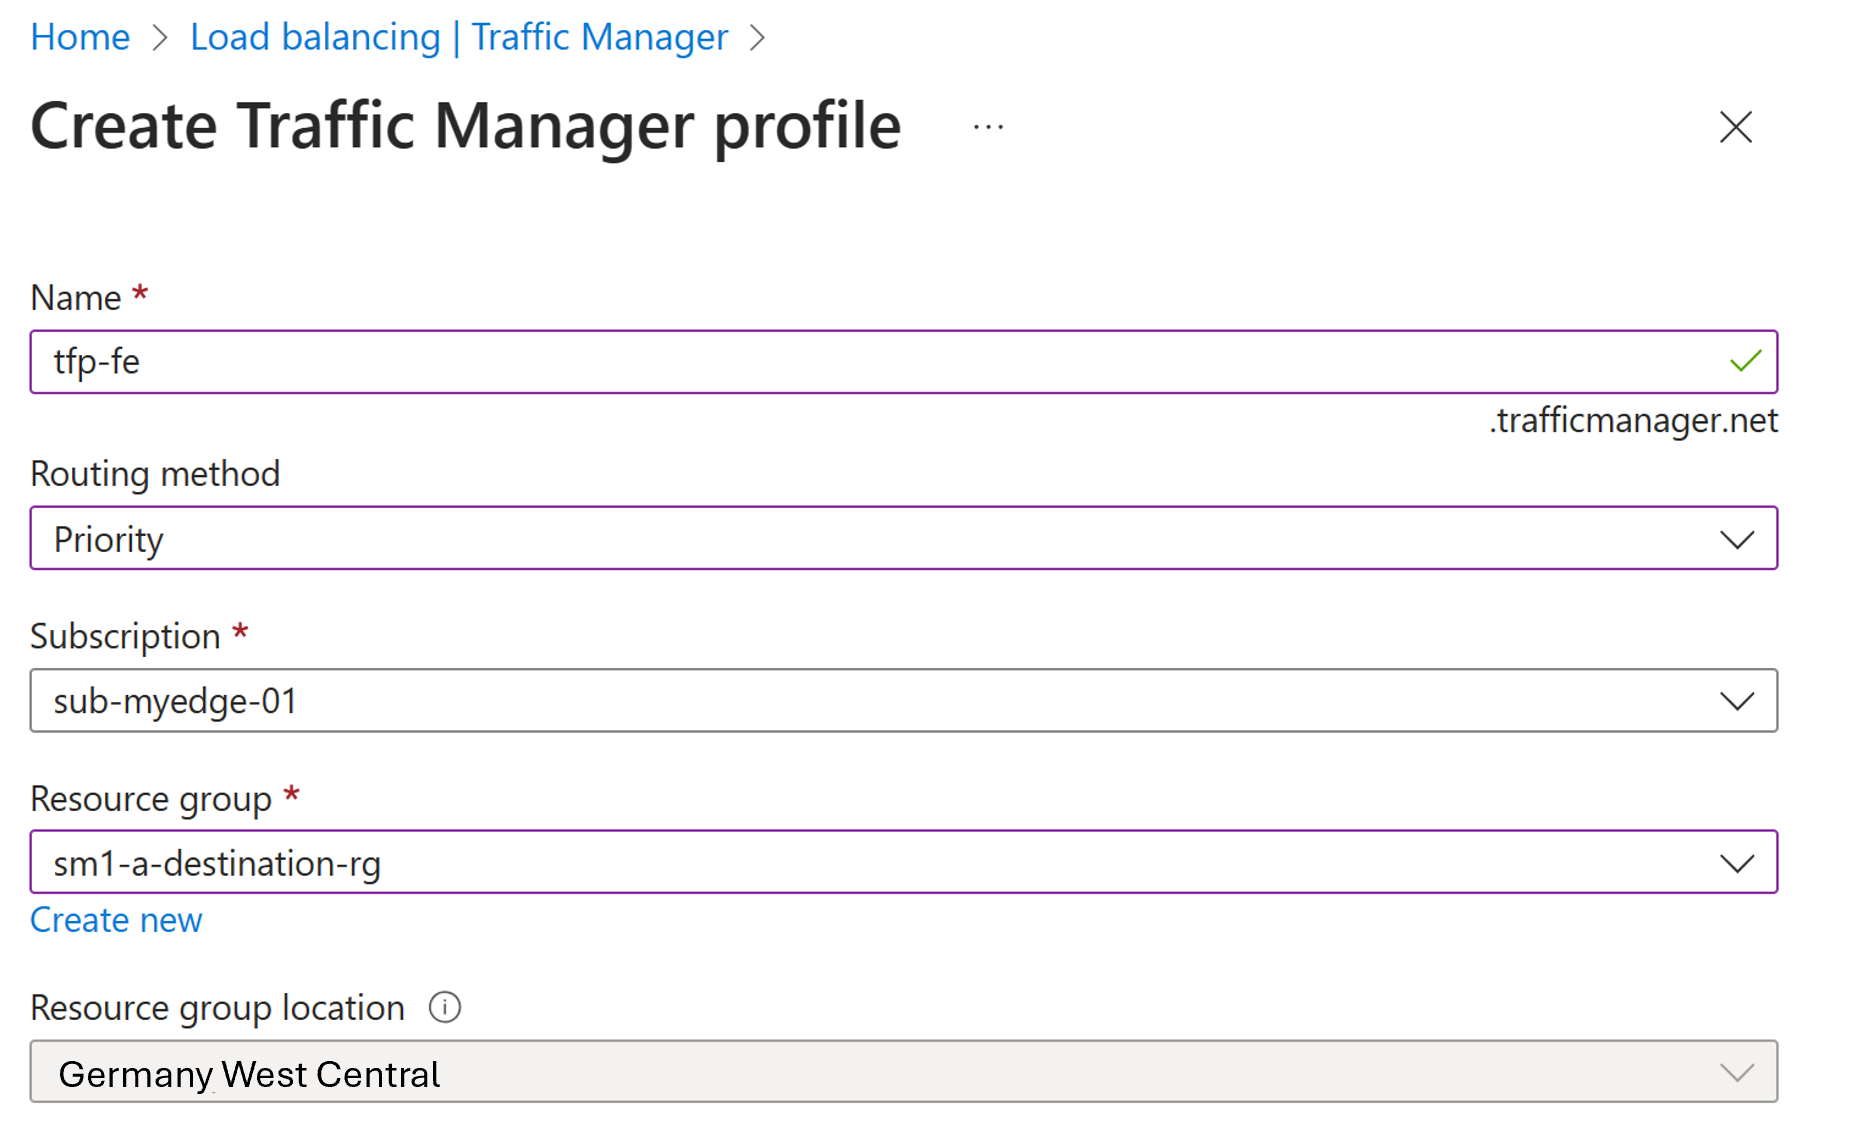 Home > Load balancing | Traffic Manager >
Create Traffic Manager profile ...
Name *
tfp-fe
.trafficmanager.net
Routing method
Priority
Subscription *
sub-myedge-01
Resource group *
sm1-a-destination-rg
Create new
Resource group location
Germany West Central